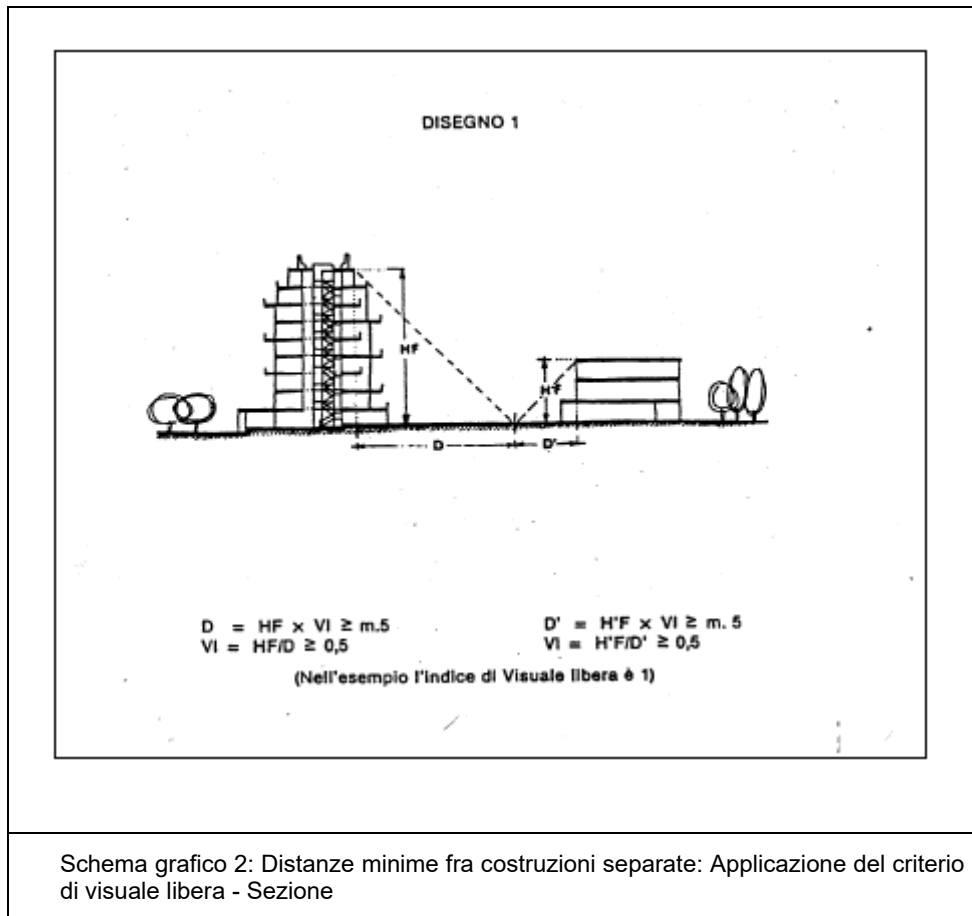 DISEGNO 1
HF
H'F
D
D'
D = HF x VI ≥ m.5
VI = HF/D ≥ 0,5
D' = H'F x VI ≥ m. 5
VI = H'F/D' ≥ 0,5
(Nell'esempio l'indice di Visuale libera è 1)
Schema grafico 2: Distanze minime fra costruzioni separate: Applicazione del criterio
di visuale libera - Sezione